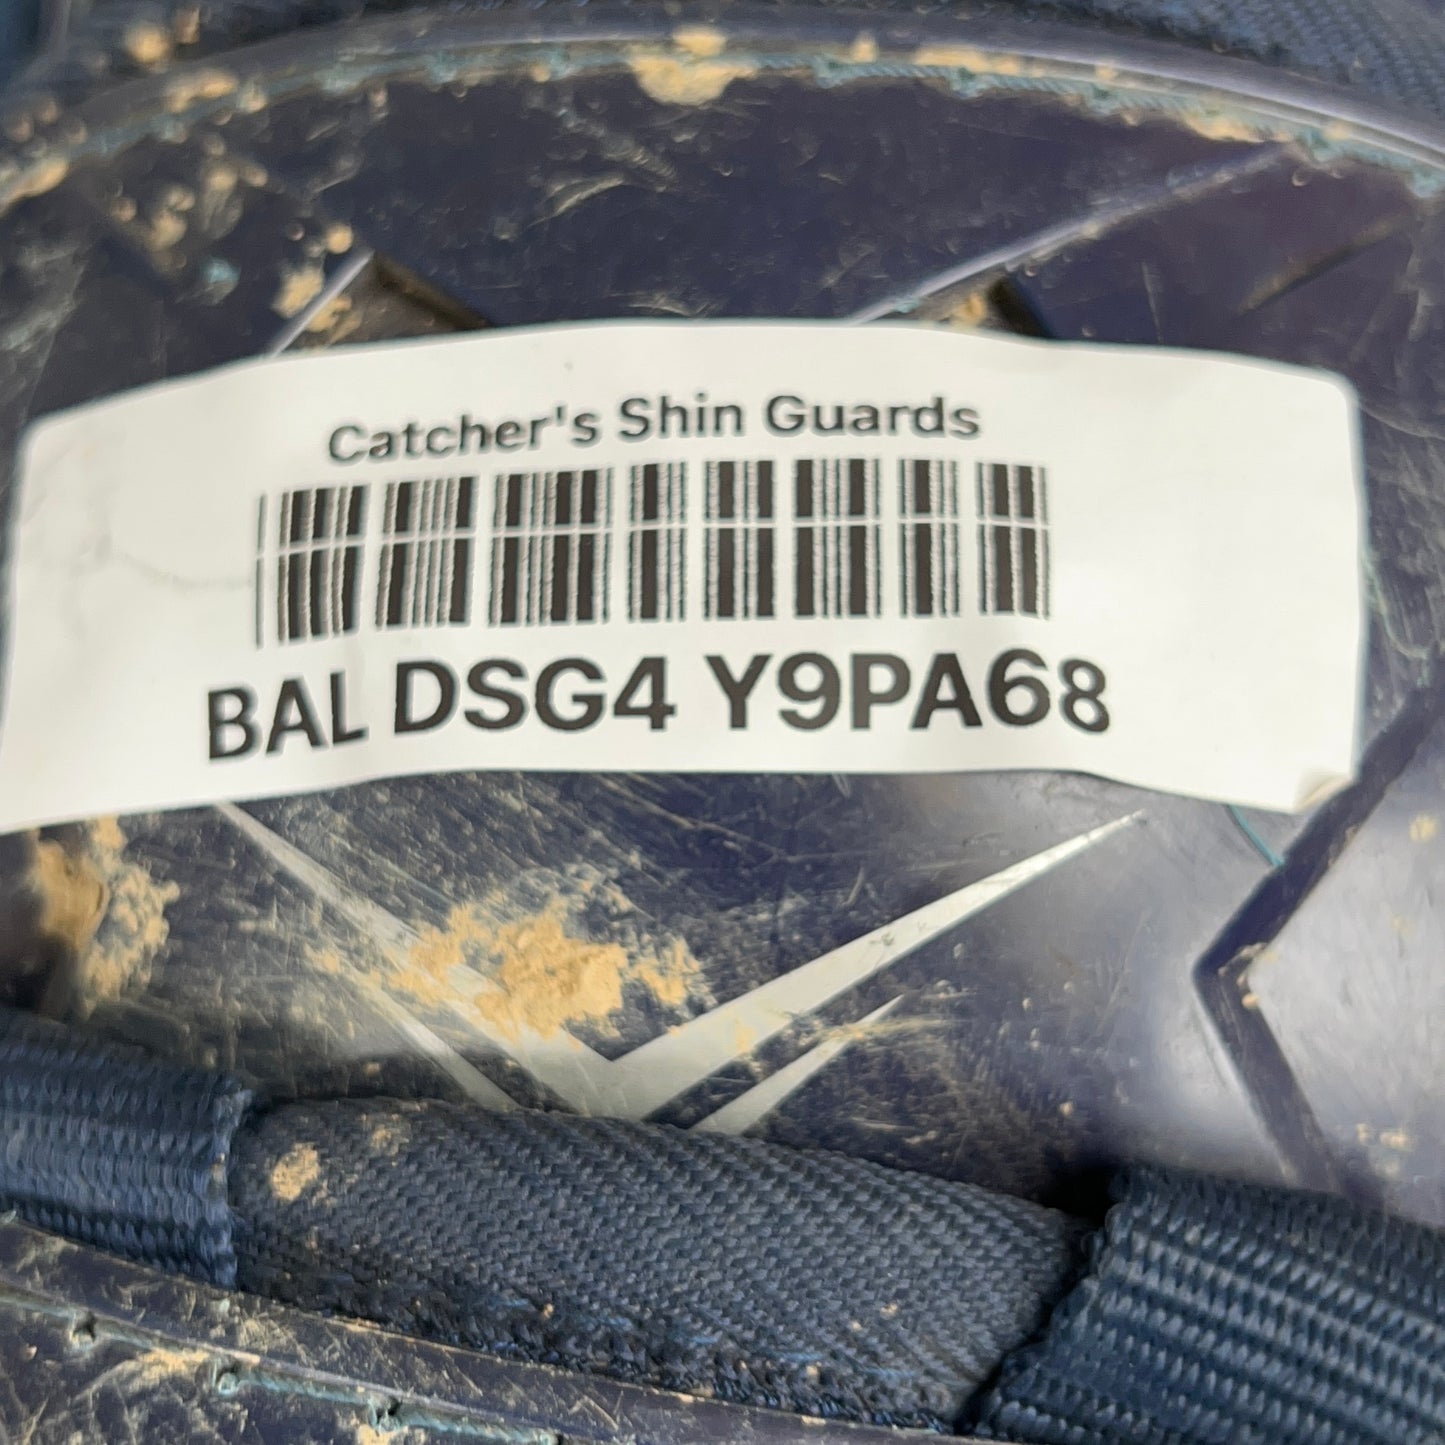 Catcher's Shin Guards
BAL DSG4 Y9PA68